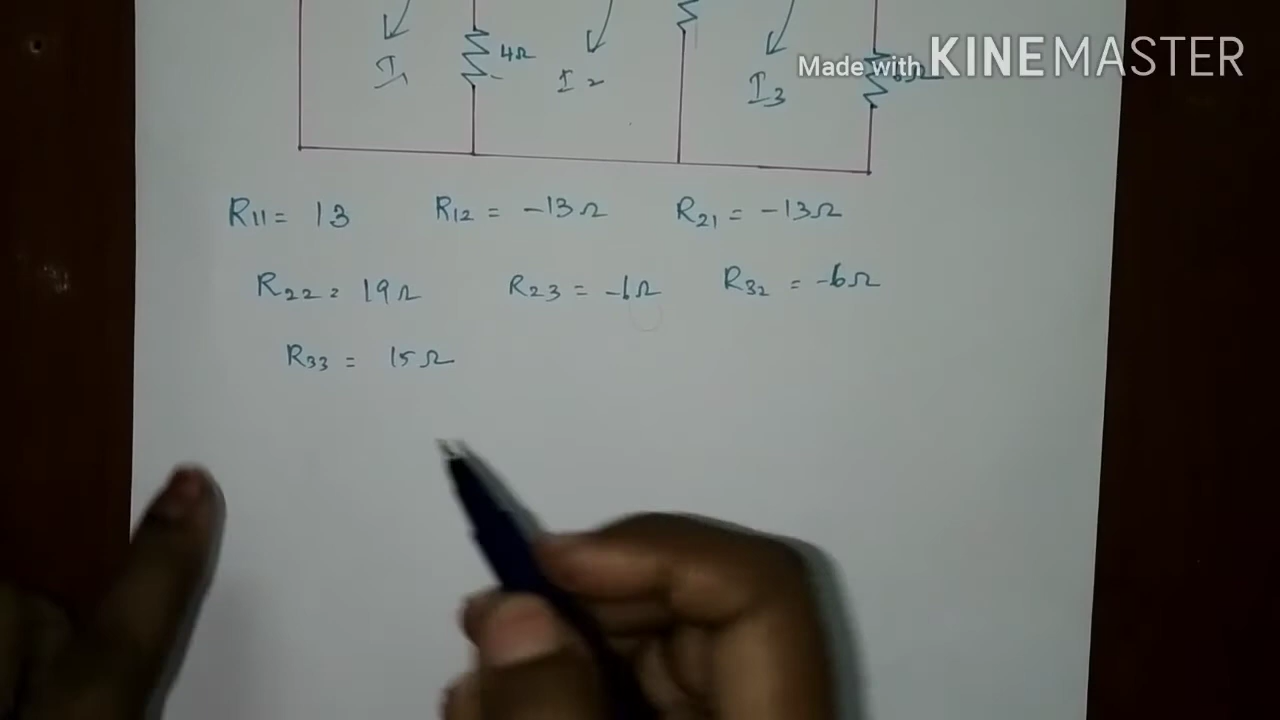 4Ω
I1
I2
I3
Made with KINEMASTER
R11 = 13 R12 = -13Ω R21 = -13Ω
R22 = 19Ω R23 = -6Ω R32 = -6Ω
R33 = 15Ω